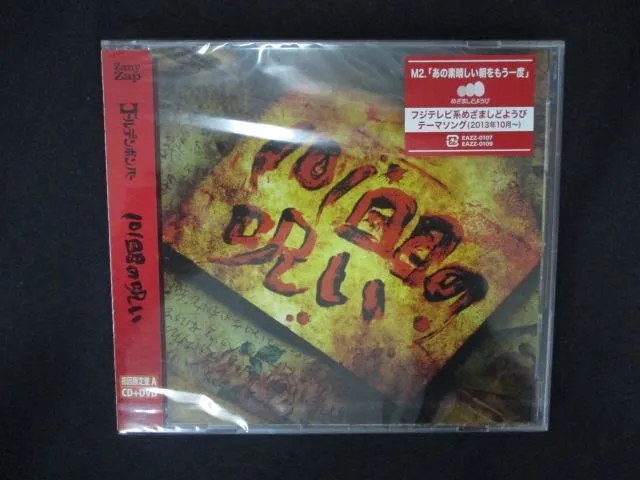 Zany
Zap
ゴールデンボンバー
101回目の呪い
初回限定盤 A
CD+DVD
101回目の
呪い
M2.「あの素晴しい朝をもう一度」
めざましどようび
フジテレビ系めざましどようび
テーマソング(2013年10月～)
EAZZ-0107
EAZZ-0109